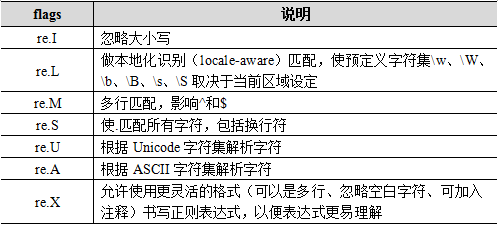 flags 说明
re.I 忽略大小写
re.L 做本地化识别（locale-aware）匹配，使预定义字符集\w、\W、
\b、\B、\s、\S 取决于当前区域设定
re.M 多行匹配，影响^和$
re.S 使.匹配所有字符，包括换行符
re.U 根据 Unicode 字符集解析字符
re.A 根据 ASCII 字符集解析字符
re.X 允许使用更灵活的格式（可以是多行、忽略空白字符、可加入
注释）书写正则表达式，以便表达式更易理解